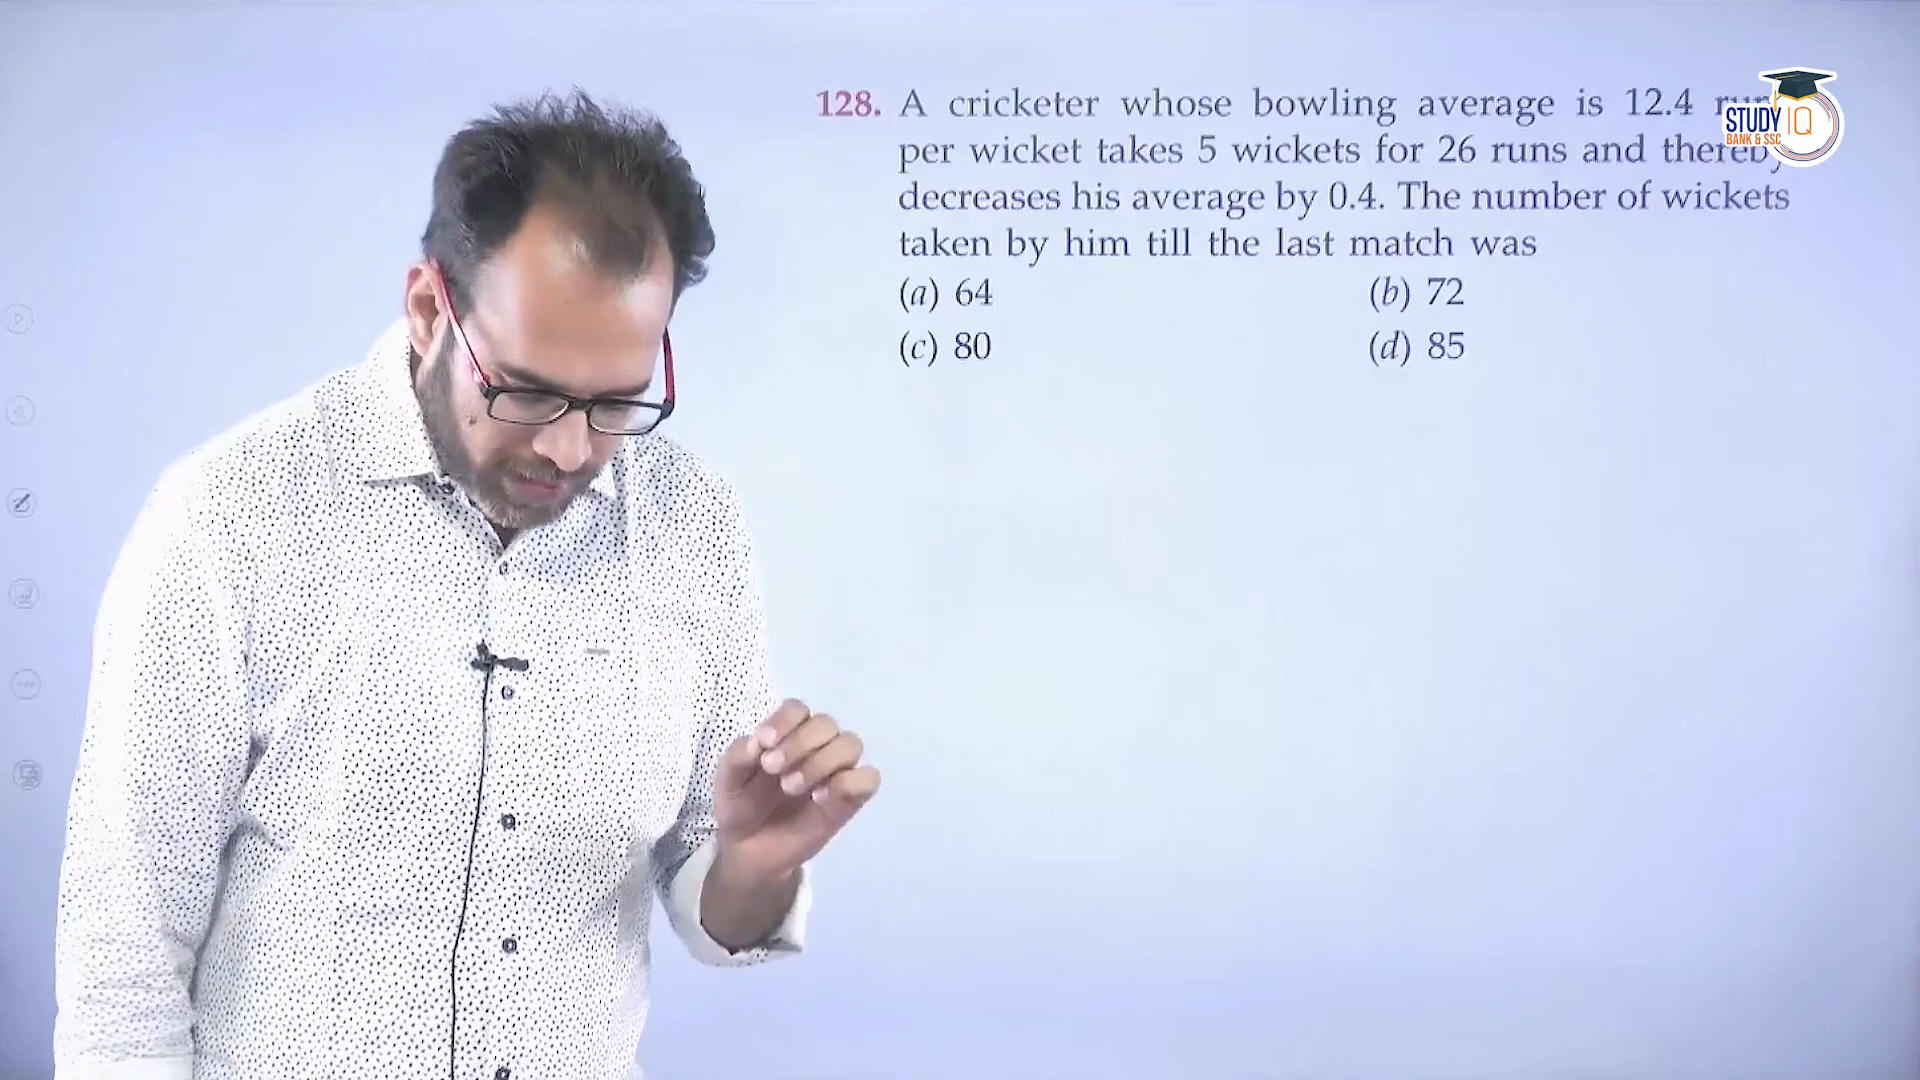 128. A cricketer whose bowling average is 12.4
per wicket takes 5 wickets for 26 runs and thereby
decreases his average by 0.4. The number of wickets
taken by him till the last match was
(a) 64 (b) 72
(c) 80 (d) 85
STUDY IQ
BANK & SSC